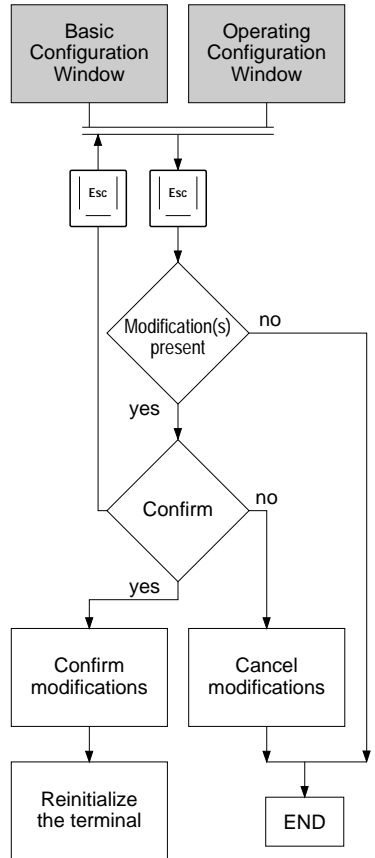 Basic
Configuration
Window
Operating
Configuration
Window
Esc
Esc
Modification(s)
present
no
yes
Confirm
no
yes
Confirm
modifications
Cancel
modifications
Reinitialize
the terminal
END